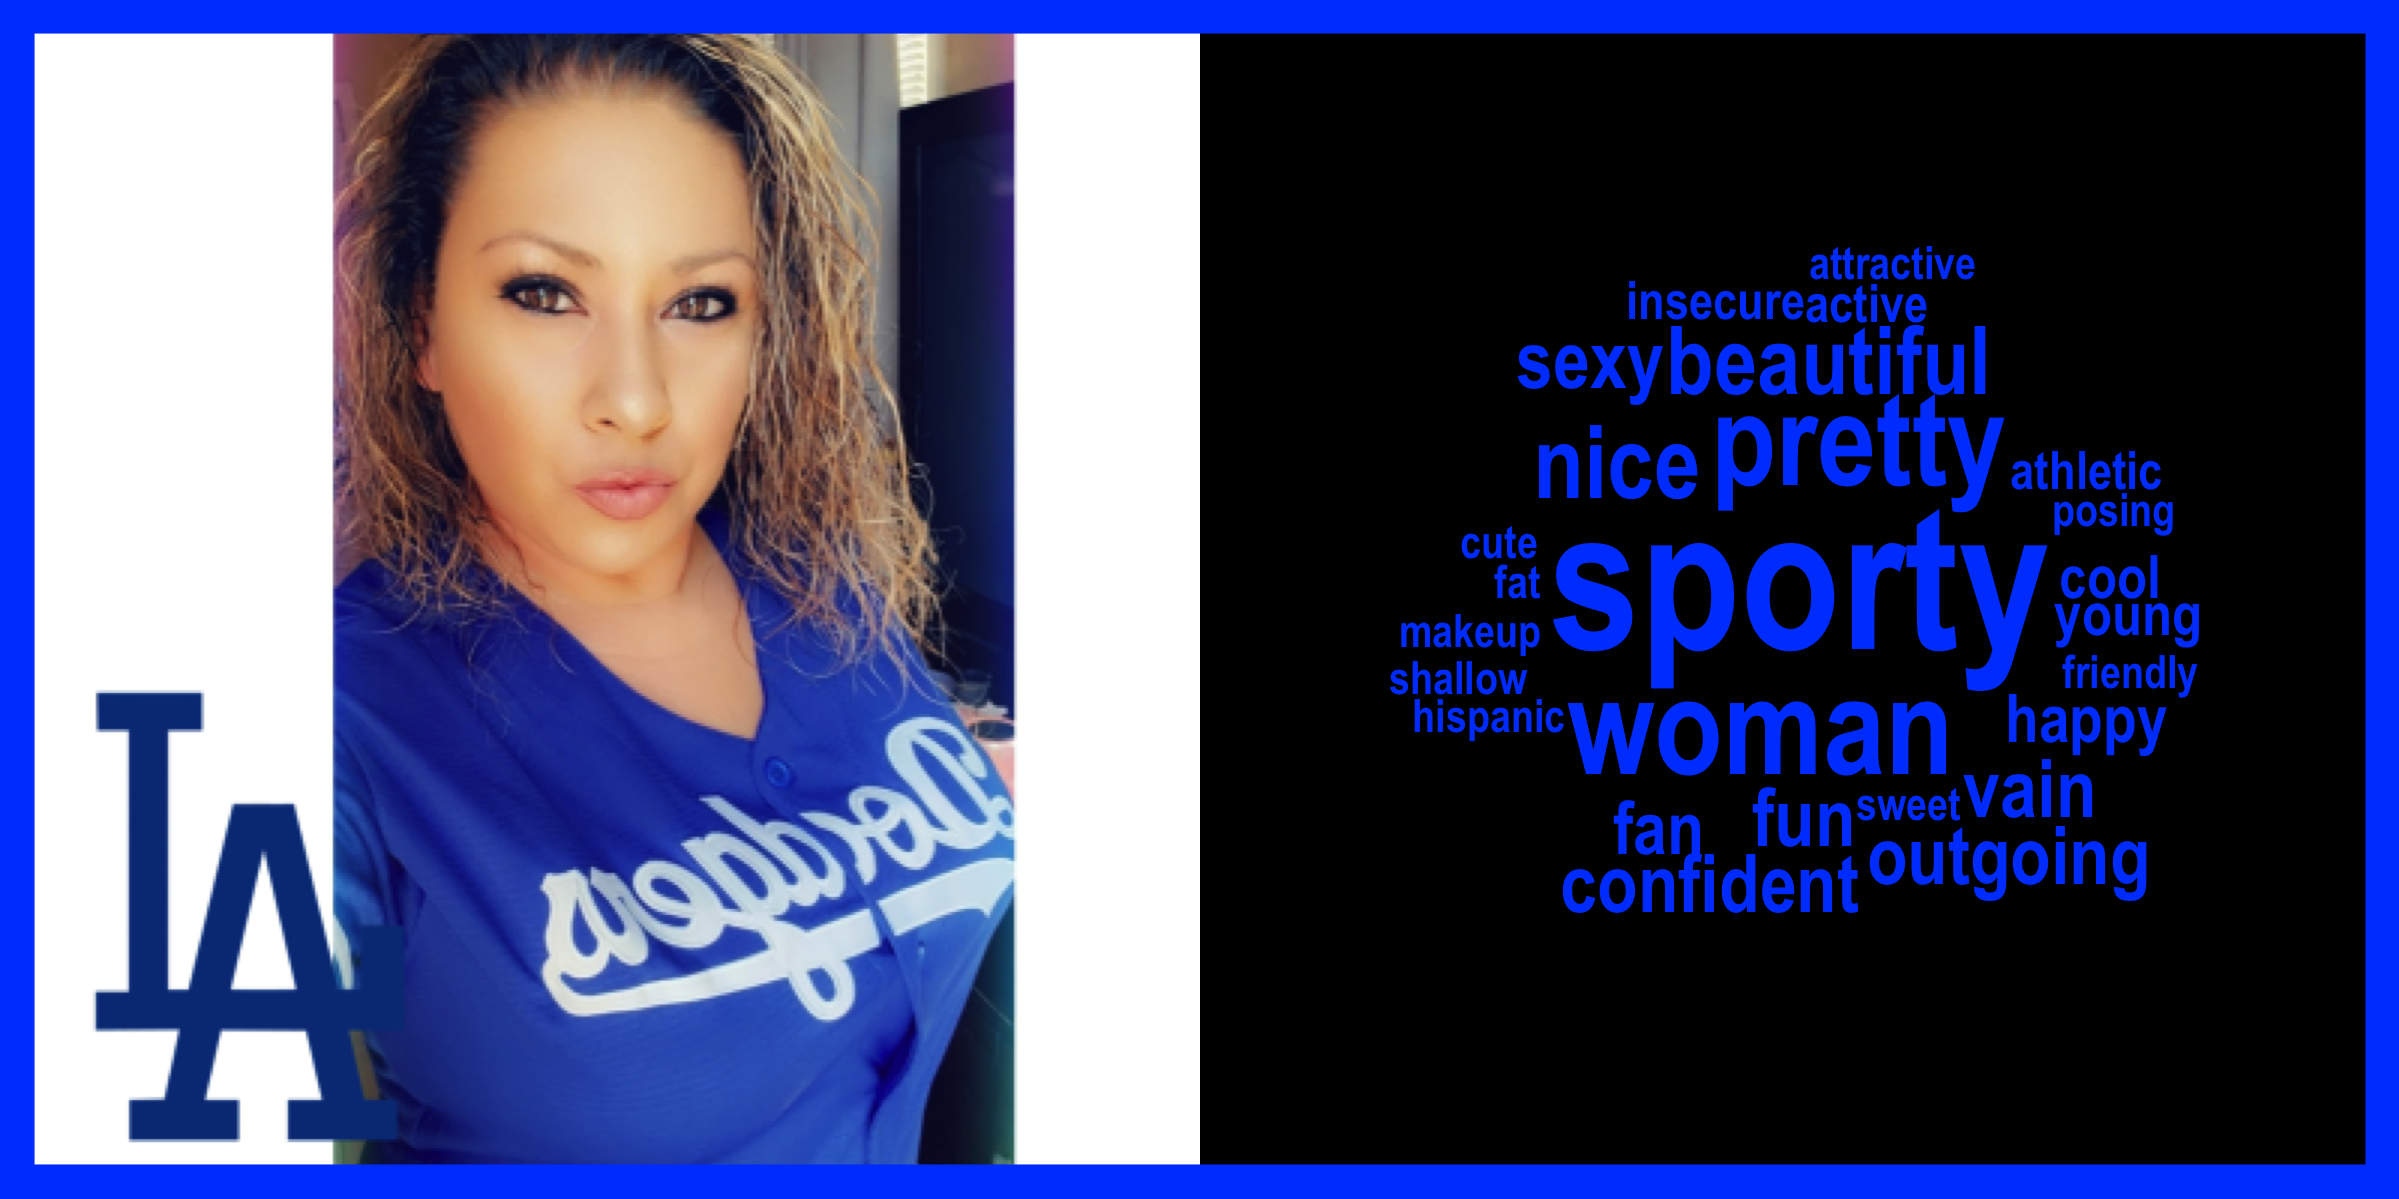 LA
Dodgers
attractive
insecure active
sexy beautiful
nice pretty
athletic
posing
cute
fat
sporty
cool
young
makeup
shallow
friendly
hispanic
woman
happy
fan fun sweet vain
confident outgoing